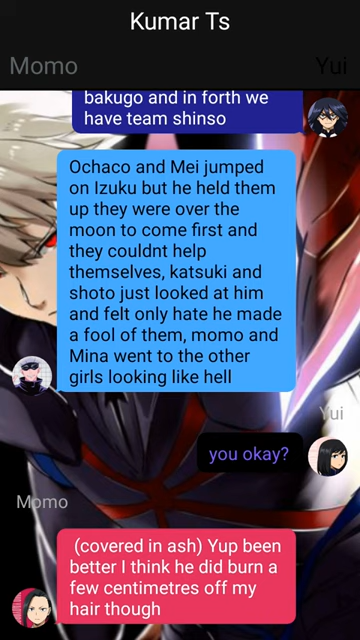 Kumar Ts
Momo
Yui
bakugo and in forth we
have team shinso
Ochaco and Mei jumped
on Izuku but he held them
up they were over the
moon to come first and
they couldnt help
themselves, katsuki and
shoto just looked at him
and felt only hate he made
a fool of them, momo and
Mina went to the other
girls looking like hell
Yui
you okay?
Momo
(covered in ash) Yup been
better I think he did burn a
few centimetres off my
hair though